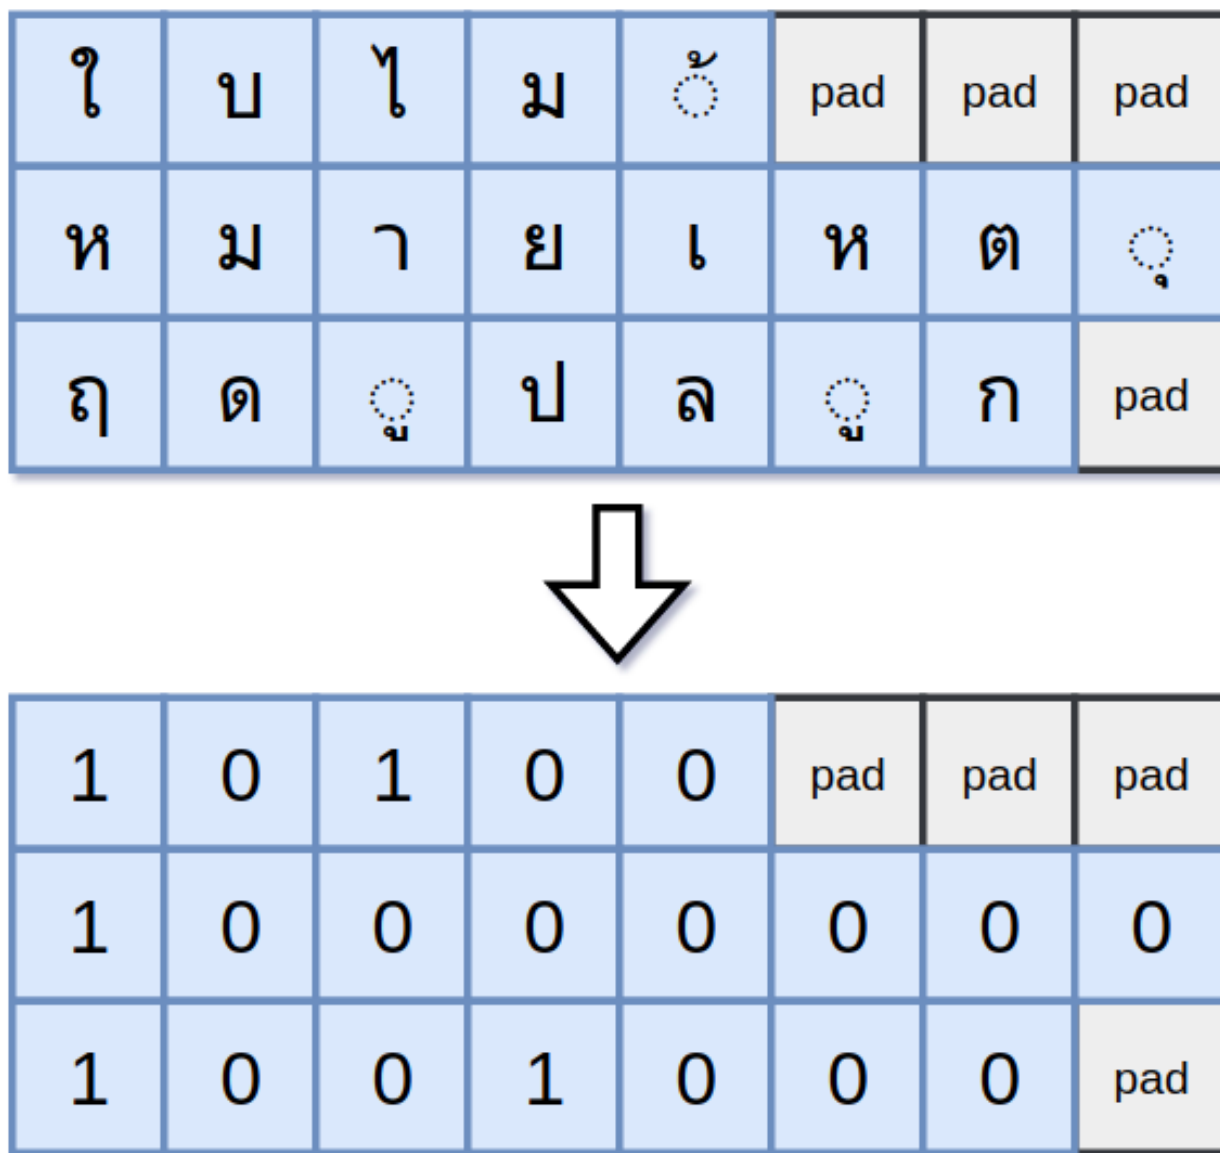 ใ บ ไ ม ้ pad pad pad
ห ม า ย เ ห ต ุ
ฤ ด ู ป ล ู ก pad
1 0 1 0 0 pad pad pad
1 0 0 0 0 0 0 0
1 0 0 1 0 0 0 pad